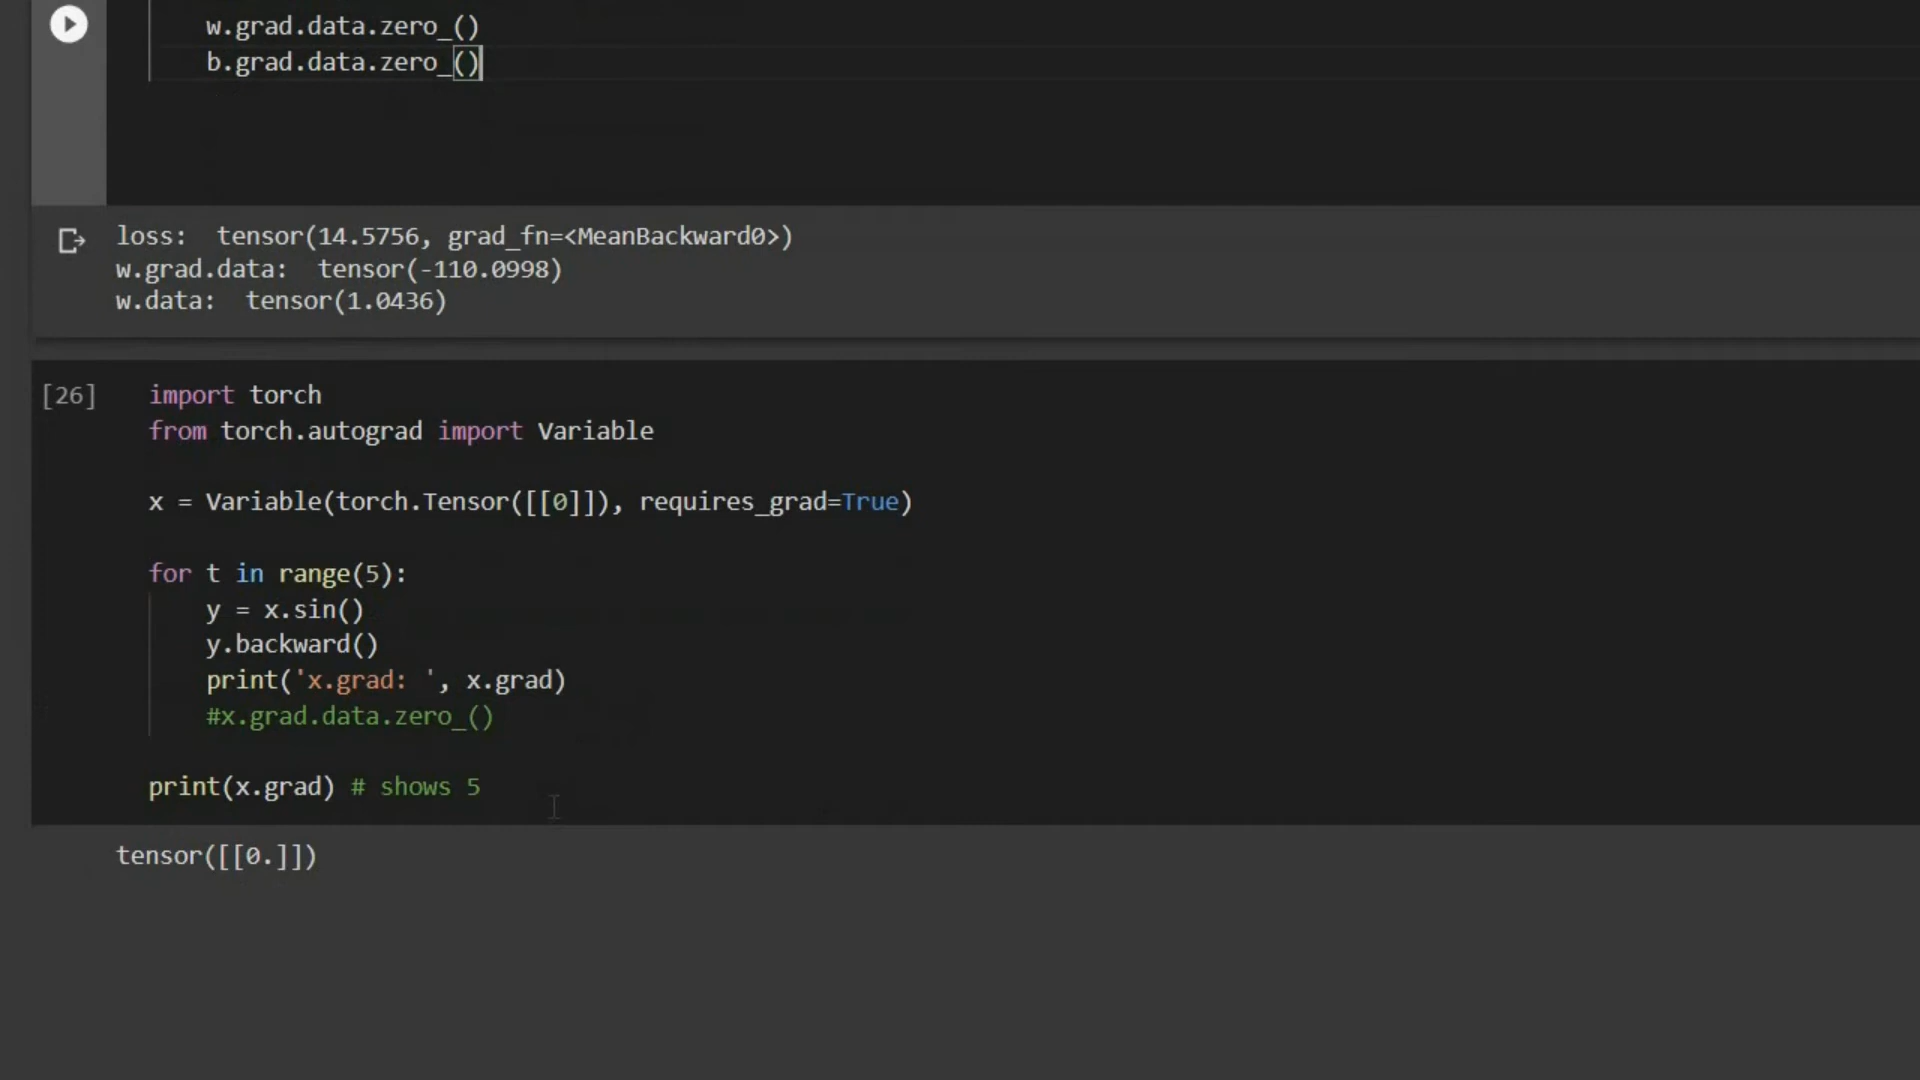 w.grad.data.zero_()
b.grad.data.zero_()
loss:  tensor(14.5756, grad_fn=<MeanBackward0>)
w.grad.data:  tensor(-110.0998)
w.data:  tensor(1.0436)
[26]
import torch
from torch.autograd import Variable
x = Variable(torch.Tensor([[0]]), requires_grad=True)
for t in range(5):
y = x.sin()
y.backward()
print('x.grad: ', x.grad)
#x.grad.data.zero_()
print(x.grad) # shows 5
tensor([[0.]])